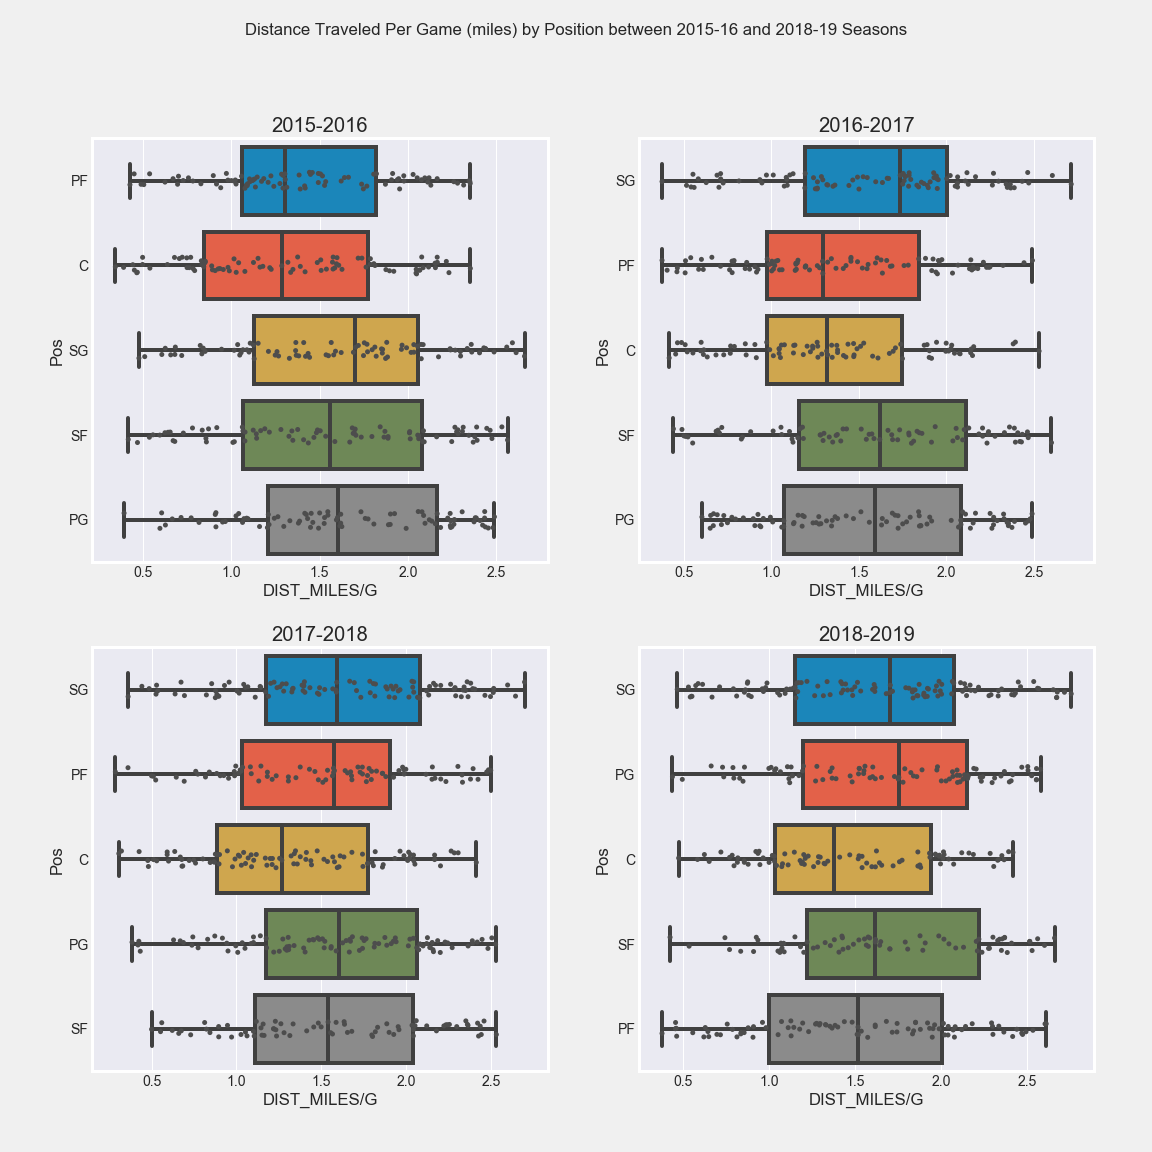 Distance Traveled Per Game (miles) by Position between 2015-16 and 2018-19 Seasons
2015-2016
PF
C
SG
SF
PG
Pos
0.5 1.0 1.5 2.0 2.5
DIST_MILES/G
2016-2017
SG
PF
C
SF
PG
Pos
0.5 1.0 1.5 2.0 2.5
DIST_MILES/G
2017-2018
SG
PF
C
PG
SF
Pos
0.5 1.0 1.5 2.0 2.5
DIST_MILES/G
2018-2019
SG
PG
C
SF
PF
Pos
0.5 1.0 1.5 2.0 2.5
DIST_MILES/G